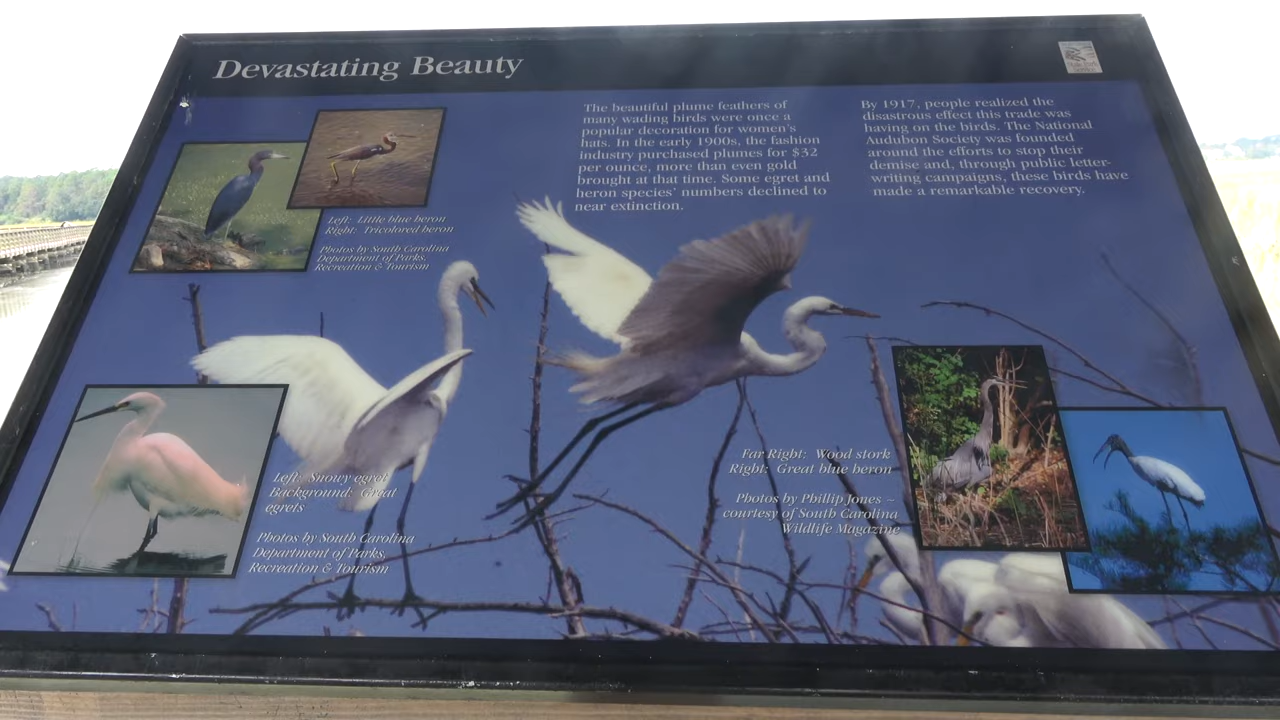 Devastating Beauty
The beautiful plume feathers of
many wading birds were once a
popular decoration for women's
hats. In the early 1900s, the fashion
industry purchased plumes for $32
per ounce, more than even gold
brought at that time. Some egret and
heron species' numbers declined to
near extinction.
By 1917, people realized the
disastrous effect this trade was
having on the birds. The National
Audubon Society was founded
around the efforts to stop their
demise and, through public letter-
writing campaigns, these birds have
made a remarkable recovery.
Left: Little blue heron
Right: Tricolored heron
Photos by South Carolina
Department of Parks,
Recreation & Tourism
Left: Snowy egret
Background: Great
egrets
Photos by South Carolina
Department of Parks,
Recreation & Tourism
Far Right: Wood stork
Right: Great blue heron
Photos by Phillip Jones ~
courtesy of South Carolina
Wildlife Magazine